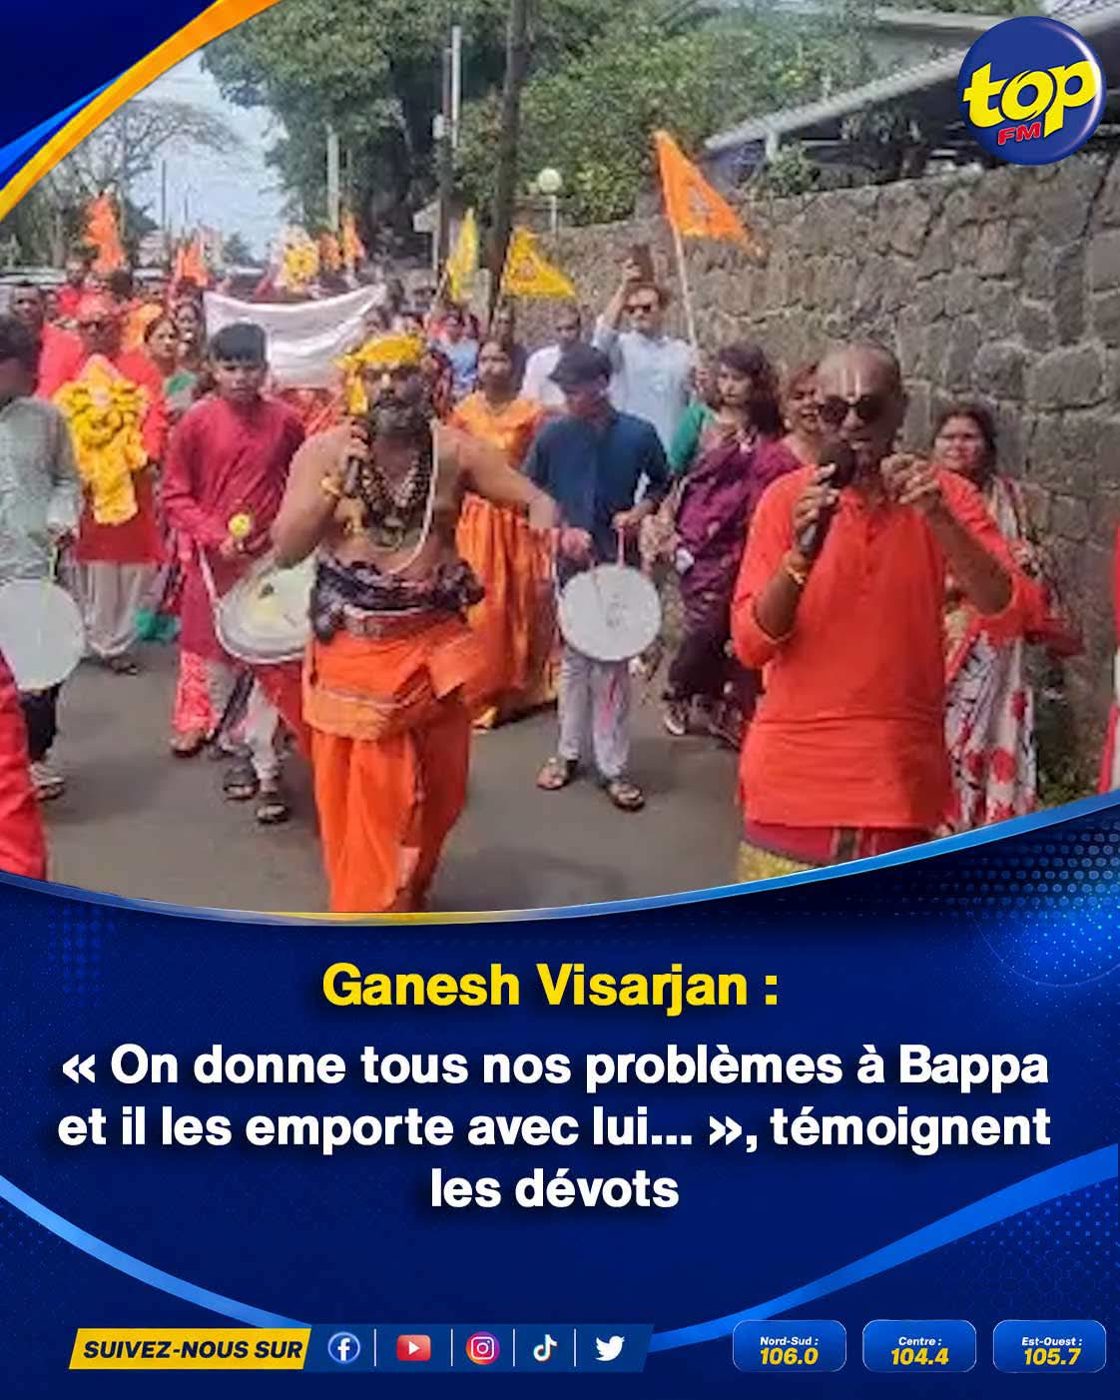 top
FM
Ganesh Visarjan :
« On donne tous nos problèmes à Bappa
et il les emporte avec lui... », témoignent
les dévots
SUIVEZ-NOUS SUR
Nord-Sud :
106.0
Centre :
104.4
Est-Ouest :
105.7